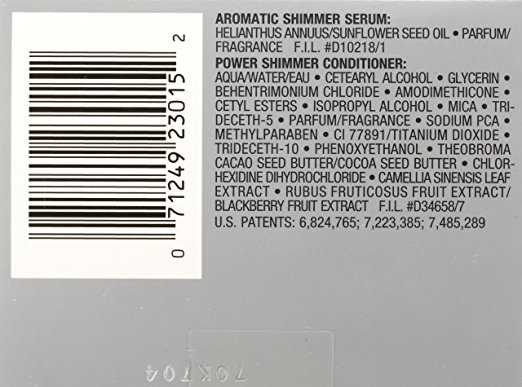 AROMATIC SHIMMER SERUM:
HELIANTHUS ANNUUS/SUNFLOWER SEED OIL • PARFUM/
FRAGRANCE F.I.L. #D10218/1
POWER SHIMMER CONDITIONER:
AQUA/WATER/EAU • CETEARYL ALCOHOL • GLYCERIN •
BEHENTRIMONIUM CHLORIDE • AMODIMETHICONE •
CETYL ESTERS • ISOPROPYL ALCOHOL • MICA • TRI-
DECETH-5 • PARFUM/FRAGRANCE • SODIUM PCA •
METHYLPARABEN • CI 77891/TITANIUM DIOXIDE •
TRIDECETH-10 • PHENOXYETHANOL • THEOBROMA
CACAO SEED BUTTER/COCOA SEED BUTTER • CHLOR-
HEXIDINE DIHYDROCHLORIDE • CAMELLIA SINENSIS LEAF
EXTRACT • RUBUS FRUTICOSUS FRUIT EXTRACT/
BLACKBERRY FRUIT EXTRACT F.I.L. #D34658/7
U.S. PATENTS: 6,824,765; 7,223,385; 7,485,289
0 71249 23015 2